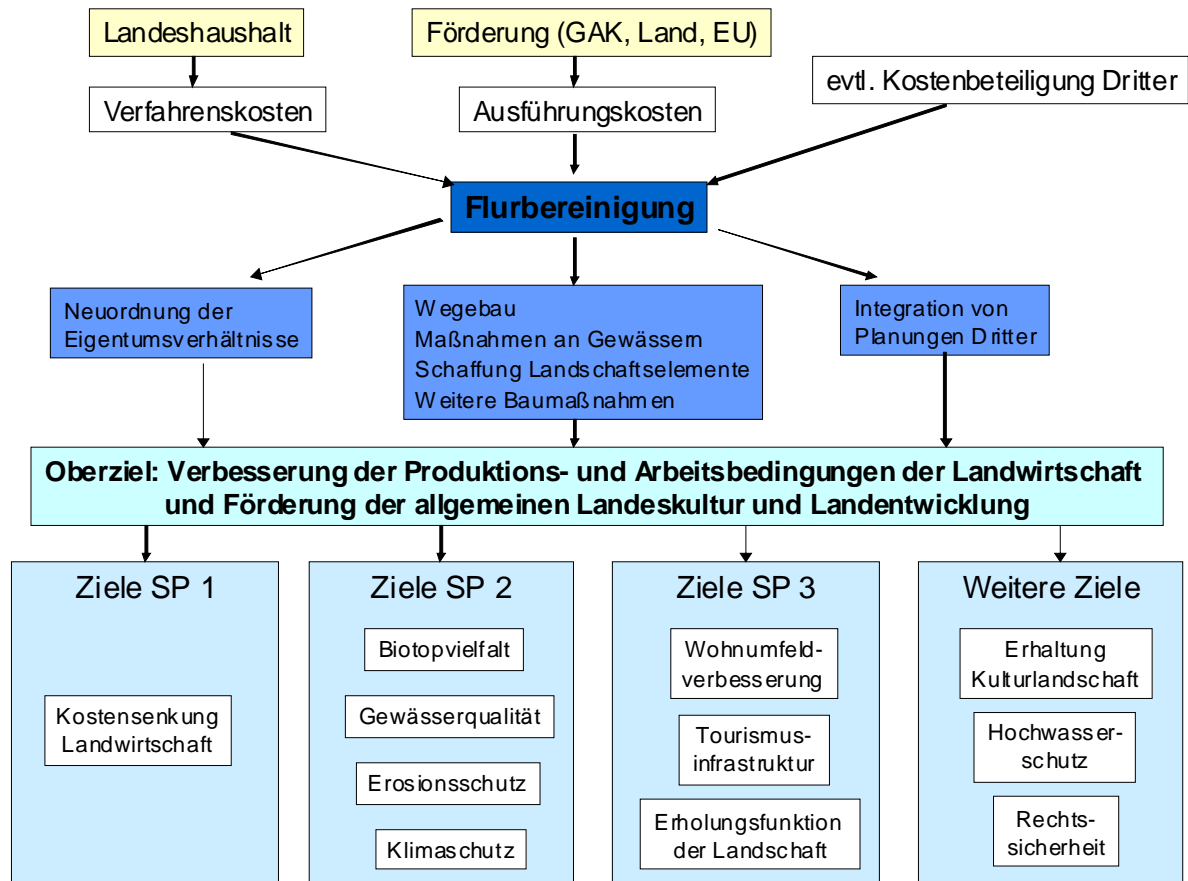 Landeshaushalt
Förderung (GAK, Land, EU)
evtl. Kostenbeteiligung Dritter
Verfahrenskosten
Ausführungskosten
Flurbereinigung
Neuordnung der
Eigentumsverhältnisse
Wegebau
Maßnahmen an Gewässern
Schaffung Landschaftselemente
Weitere Baumaßnahmen
Integration von
Planungen Dritter
Oberziel: Verbesserung der Produktions- und Arbeitsbedingungen der Landwirtschaft
und Förderung der allgemeinen Landeskultur und Landentwicklung
Ziele SP 1
Kostensenkung
Landwirtschaft
Ziele SP 2
Biotopvielfalt
Gewässerqualität
Erosionsschutz
Klimaschutz
Ziele SP 3
Wohnumfeld-
verbesserung
Tourismus-
infrastruktur
Erholungsfunktion
der Landschaft
Weitere Ziele
Erhaltung
Kulturlandschaft
Hochwasser-
schutz
Rechts-
sicherheit